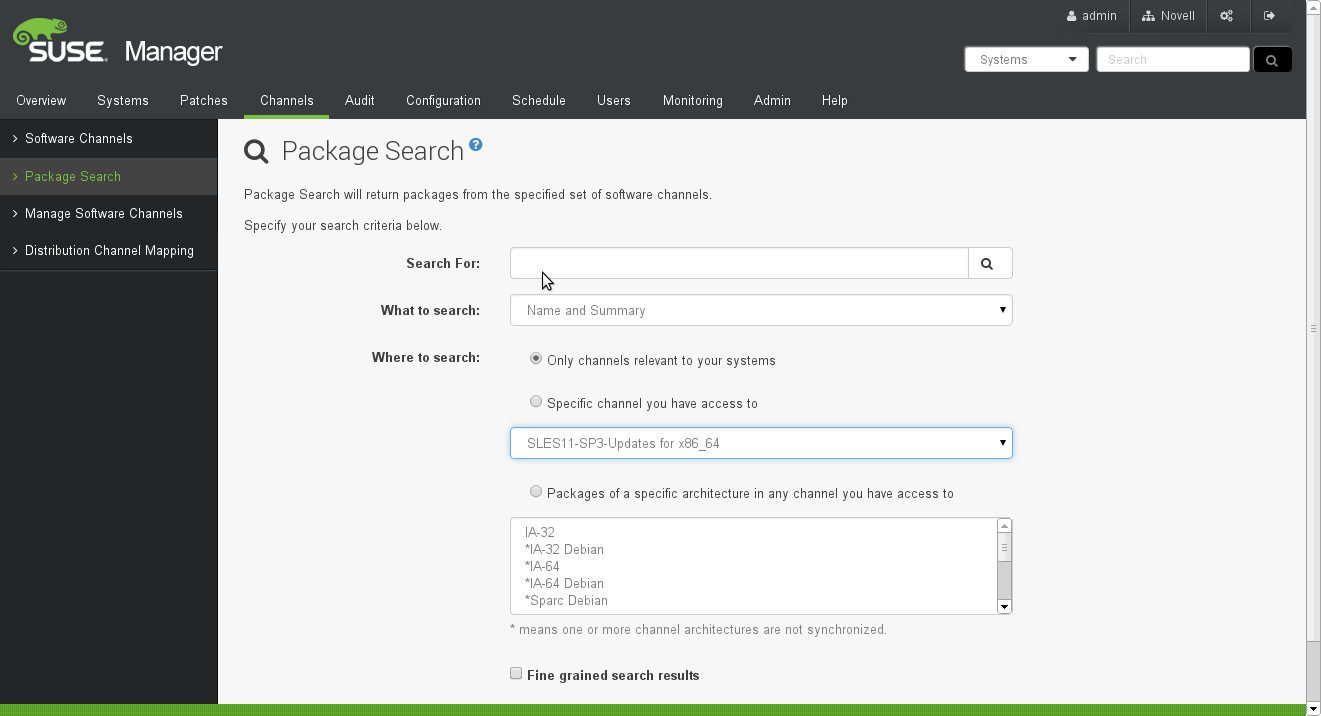 admin Novell
SUSE Manager
Systems Search
Overview Systems Patches Channels Audit Configuration Schedule Users Monitoring Admin Help
Software Channels
Package Search
Manage Software Channels
Distribution Channel Mapping
Package Search ?
Package Search will return packages from the specified set of software channels.
Specify your search criteria below.
Search For:
What to search: Name and Summary
Where to search: Only channels relevant to your systems
Specific channel you have access to
SLES11-SP3-Updates for x86_64
Packages of a specific architecture in any channel you have access to
IA-32
*IA-32 Debian
*IA-64
*IA-64 Debian
*Sparc Debian
* means one or more channel architectures are not synchronized.
Fine grained search results